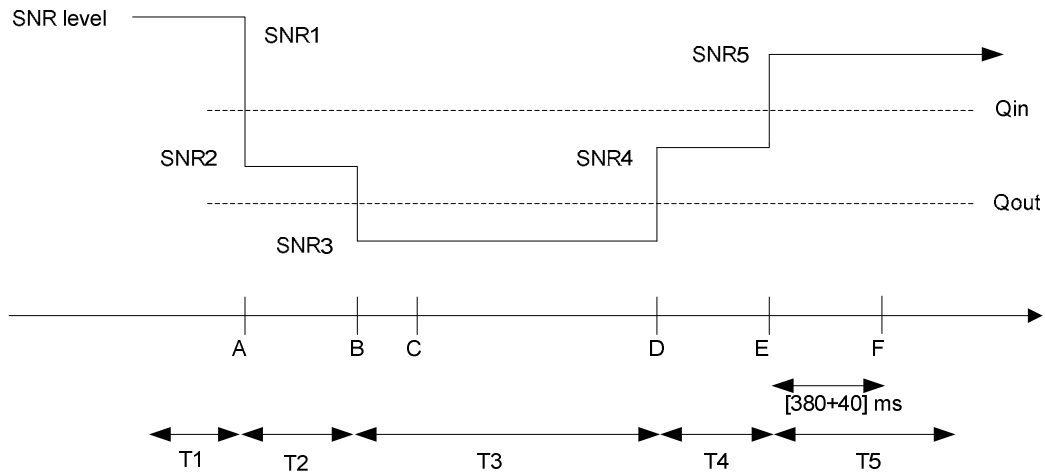 SNR level
SNR1
SNR5
Qin
SNR2
SNR4
Qout
SNR3
A
B
C
D
E
F
[380+40] ms
T1
T2
T3
T4
T5